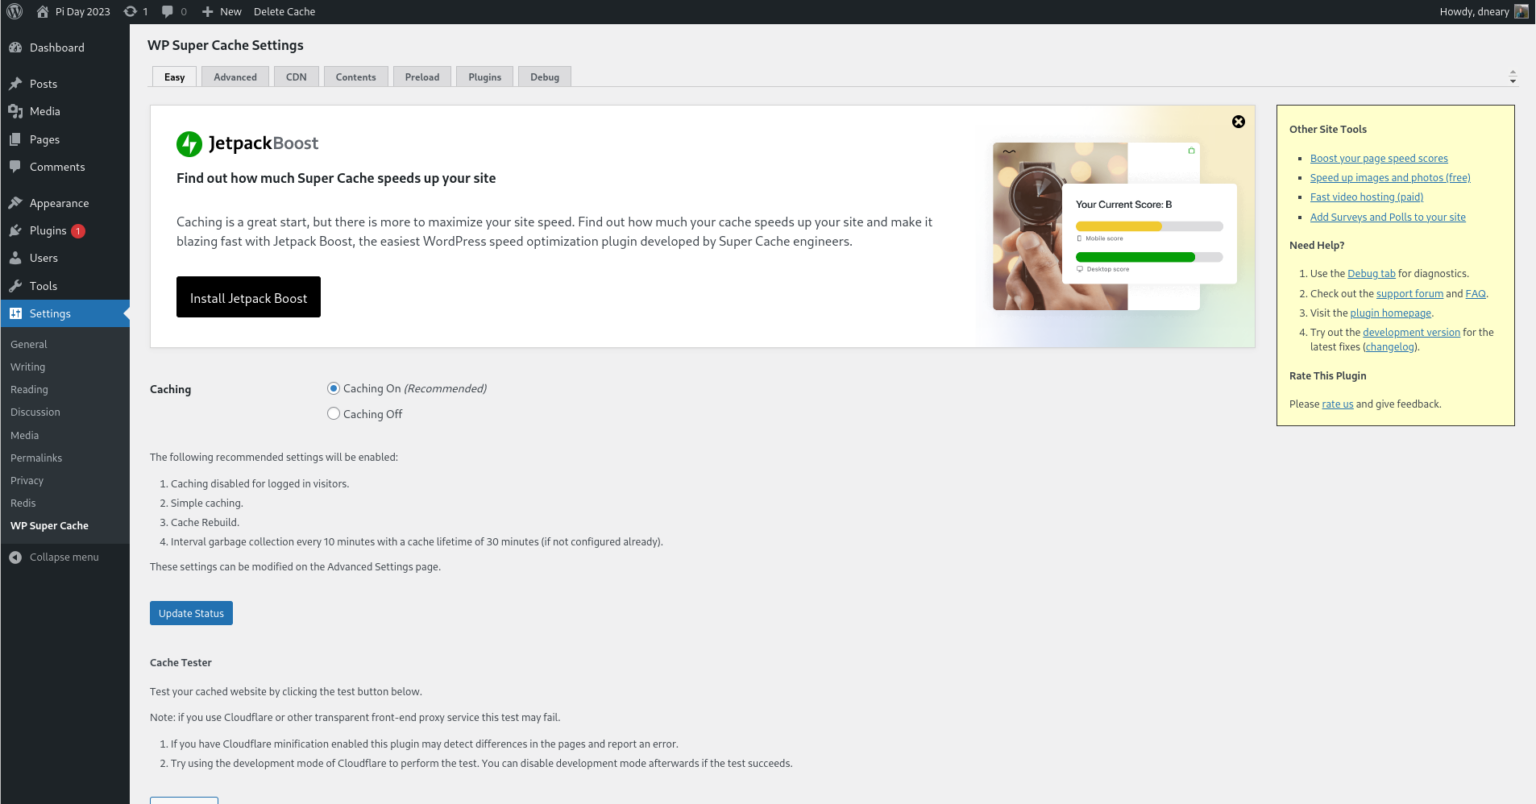 Pi Day 2023 1 0 New Delete Cache Howdy, dneary
Dashboard
Posts
Media
Pages
Comments
Appearance
Plugins 1
Users
Tools
Settings
General
Writing
Reading
Discussion
Media
Permalinks
Privacy
Redis
WP Super Cache
Collapse menu
WP Super Cache Settings
Easy Advanced CDN Contents Preload Plugins Debug
JetpackBoost
Find out how much Super Cache speeds up your site
Caching is a great start, but there is more to maximize your site speed. Find out how much your cache speeds up your site and make it
blazing fast with Jetpack Boost, the easiest WordPress speed optimization plugin developed by Super Cache engineers.
Install Jetpack Boost
Your Current Score: B
Mobile score
Desktop score
Caching
Caching On (Recommended)
Caching Off
The following recommended settings will be enabled:
1. Caching disabled for logged in visitors.
2. Simple caching.
3. Cache Rebuild.
4. Interval garbage collection every 10 minutes with a cache lifetime of 30 minutes (if not configured already).
These settings can be modified on the Advanced Settings page.
Update Status
Cache Tester
Test your cached website by clicking the test button below.
Note: if you use Cloudflare or other transparent front-end proxy service this test may fail.
1. If you have Cloudflare minification enabled this plugin may detect differences in the pages and report an error.
2. Try using the development mode of Cloudflare to perform the test. You can disable development mode afterwards if the test succeeds.
Other Site Tools
Boost your page speed scores
Speed up images and photos (free)
Fast video hosting (paid)
Add Surveys and Polls to your site
Need Help?
1. Use the Debug tab for diagnostics.
2. Check out the support forum and FAQ.
3. Visit the plugin homepage.
4. Try out the development version for the
latest fixes (changelog).
Rate This Plugin
Please rate us and give feedback.